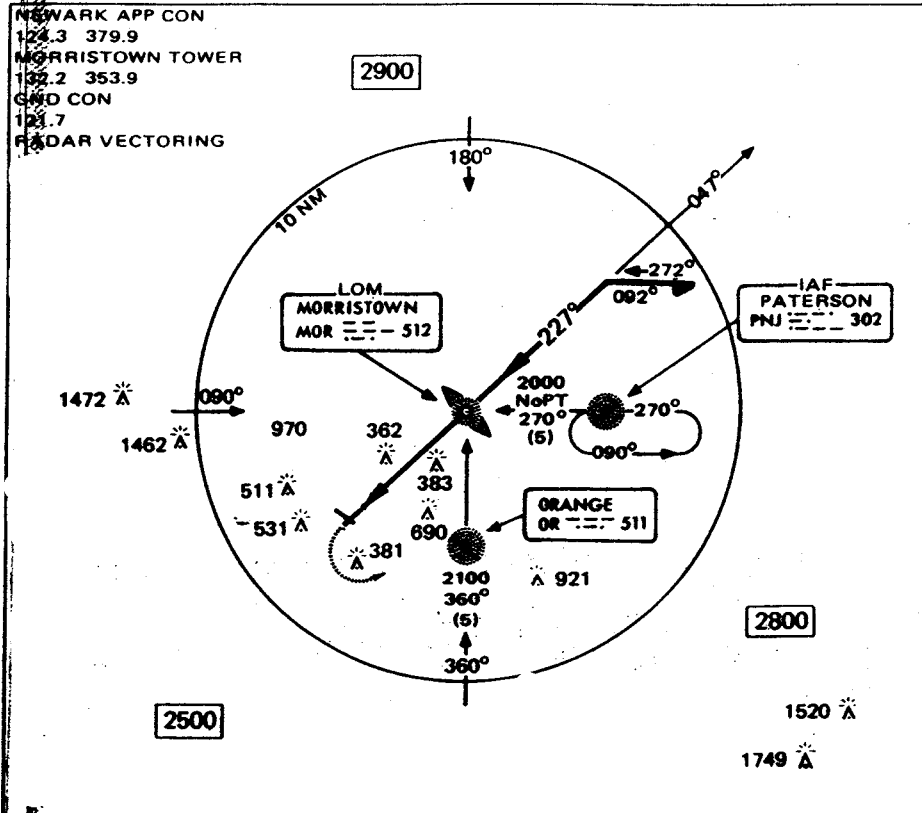 NEWARK APP CON
124.3 379.9
MORRISTOWN TOWER
132.2 353.9
GND CON
121.7
RADAR VECTORING
2900
180°
10 NM
047°
272°
092°
227°
LOM
MORRISTOWN
MOR 512
IAF
PATERSON
PNJ 302
2000
NoPT
270°
(5)
270°
090°
1472
090°
1462
970
362
383
511
531
690
381
ORANGE
OR 511
2100
360°
(5)
921
360°
2800
2500
1520
1749